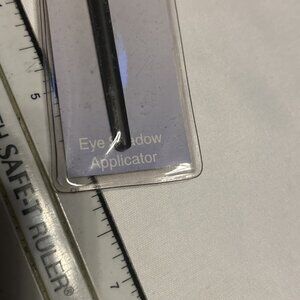 Eye Shadow
Applicator
SAFE-T RULER®
5
7